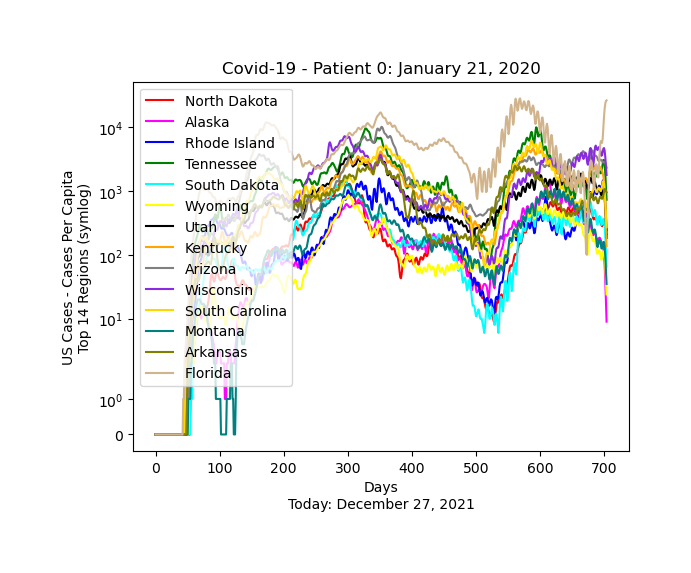 Covid-19 - Patient 0: January 21, 2020
US Cases - Cases Per Capita
Top 14 Regions (symlog)
10^4
10^3
10^2
10^1
10^0
0
North Dakota
Alaska
Rhode Island
Tennessee
South Dakota
Wyoming
Utah
Kentucky
Arizona
Wisconsin
South Carolina
Montana
Arkansas
Florida
0 100 200 300 400 500 600 700
Days
Today: December 27, 2021